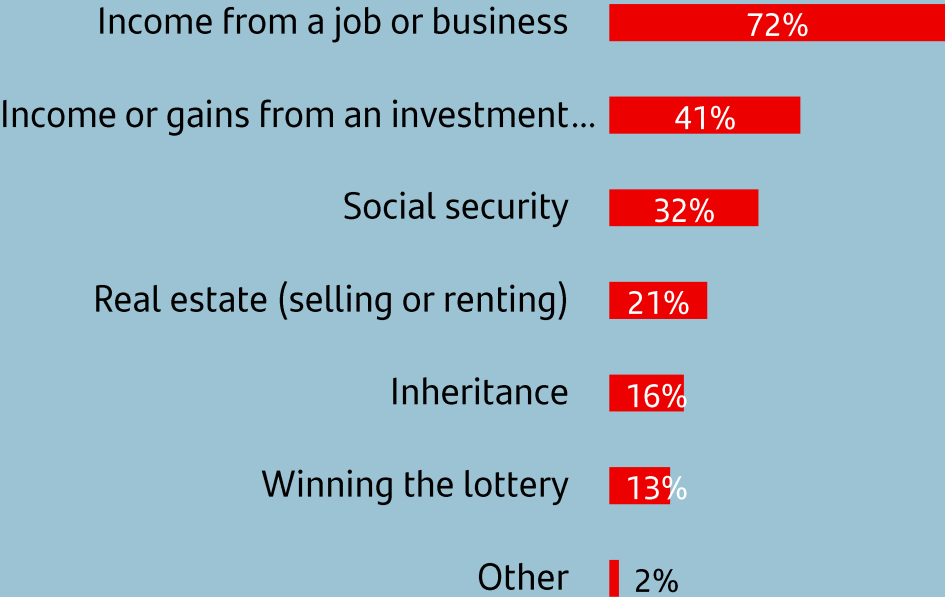 Income from a job or business 72%
Income or gains from an investment... 41%
Social security 32%
Real estate (selling or renting) 21%
Inheritance 16%
Winning the lottery 13%
Other 2%